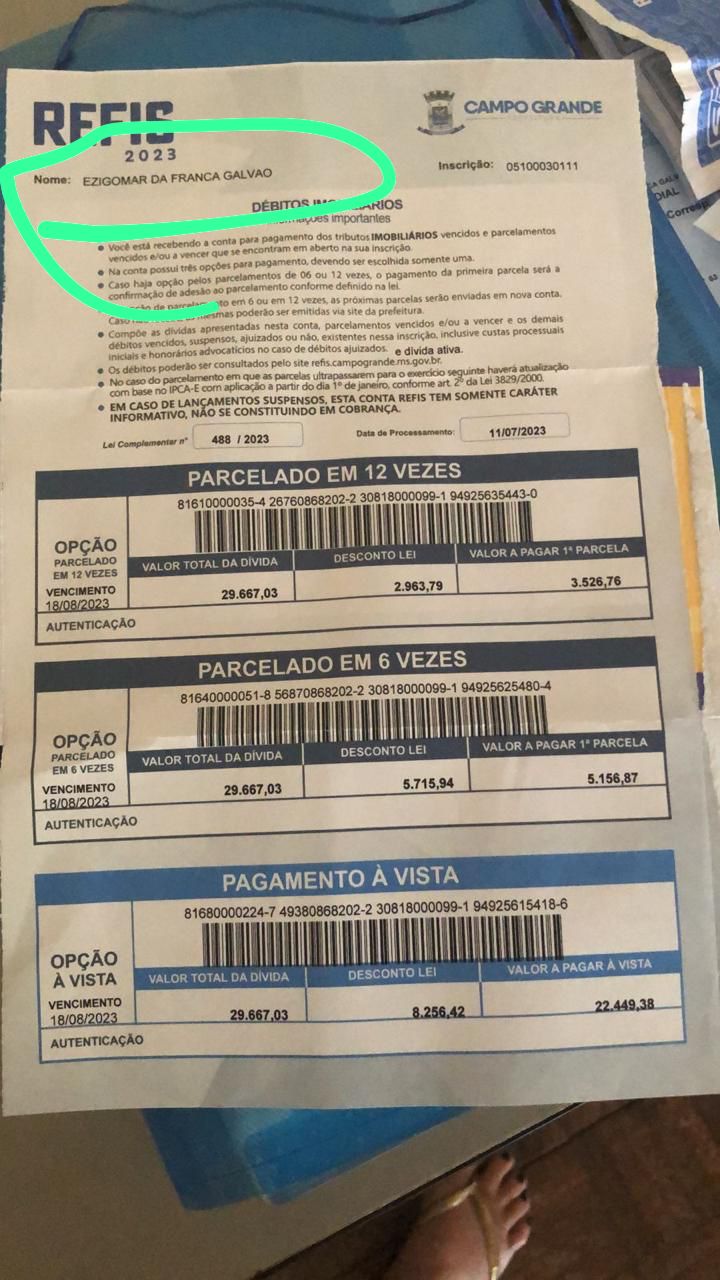 REFIS
2023
CAMPO GRANDE
Nome: EZIGOMAR DA FRANCA GALVAO
Inscrição: 05100030111
DÉBITOS IMOBILIÁRIOS
Informações importantes
● Você está recebendo a conta para pagamento dos tributos IMOBILIÁRIOS vencidos e parcelamentos
vencidos e/ou a vencer que se encontram em aberto na sua inscrição.
● Na conta possui três opções para pagamento, devendo ser escolhida somente uma.
● Caso haja opção pelos parcelamentos de 06 ou 12 vezes, o pagamento da primeira parcela será a
confirmação de adesão ao parcelamento conforme definido na lei.
de parcelamento em 6 ou em 12 vezes, as próximas parcelas serão enviadas em nova conta.
Caso mesmas poderão ser emitidas via site da prefeitura.
● Compõe as dívidas apresentadas nesta conta, parcelamentos vencidos e/ou a vencer e os demais
débitos vencidos, suspensos, ajuizados ou não, existentes nessa inscrição, inclusive custas processuais
iniciais e honorários advocatícios no caso de débitos ajuizados. e dívida ativa.
● Os débitos poderão ser consultados pelo site refis.campogrande.ms.gov.br.
● No caso do parcelamento em que as parcelas ultrapassarem para o exercício seguinte haverá atualização
com base no IPCA-E com aplicação a partir do dia 1º de janeiro, conforme art. 2º da Lei 3829/2000.
● EM CASO DE LANÇAMENTOS SUSPENSOS, ESTA CONTA REFIS TEM SOMENTE CARÁTER
INFORMATIVO, NÃO SE CONSTITUINDO EM COBRANÇA.
Lei Complementar nº 488 / 2023
Data de Processamento: 11/07/2023
PARCELADO EM 12 VEZES
81610000035-4 26760868202-2 30818000099-1 94925635443-0
OPÇÃO
PARCELADO
EM 12 VEZES
VENCIMENTO
18/08/2023
VALOR TOTAL DA DÍVIDA
29.667,03
DESCONTO LEI
2.963,79
VALOR A PAGAR 1ª PARCELA
3.526,76
AUTENTICAÇÃO
PARCELADO EM 6 VEZES
81640000051-8 56870868202-2 30818000099-1 94925625480-4
OPÇÃO
PARCELADO
EM 6 VEZES
VENCIMENTO
18/08/2023
VALOR TOTAL DA DÍVIDA
29.667,03
DESCONTO LEI
5.715,94
VALOR A PAGAR 1ª PARCELA
5.156,87
AUTENTICAÇÃO
PAGAMENTO À VISTA
81680000224-7 49380868202-2 30818000099-1 94925615418-6
OPÇÃO
À VISTA
VENCIMENTO
18/08/2023
VALOR TOTAL DA DÍVIDA
29.667,03
DESCONTO LEI
8.256,42
VALOR A PAGAR À VISTA
22.449,38
AUTENTICAÇÃO